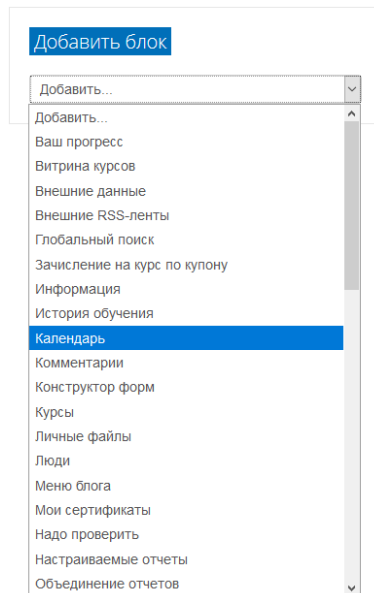 Добавить блок
Добавить...
Добавить...
Ваш прогресс
Витрина курсов
Внешние данные
Внешние RSS-ленты
Глобальный поиск
Зачисление на курс по купону
Информация
История обучения
Календарь
Комментарии
Конструктор форм
Курсы
Личные файлы
Люди
Меню блога
Мои сертификаты
Надо проверить
Настраиваемые отчеты
Объединение отчетов